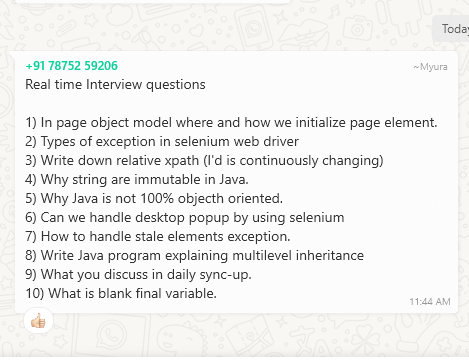 Today
+91 78752 59206
~Myura
Real time Interview questions
1) In page object model where and how we initialize page element.
2) Types of exception in selenium web driver
3) Write down relative xpath (I'd is continuously changing)
4) Why string are immutable in Java.
5) Why Java is not 100% objecth oriented.
6) Can we handle desktop popup by using selenium
7) How to handle stale elements exception.
8) Write Java program explaining multilevel inheritance
9) What you discuss in daily sync-up.
10) What is blank final variable.
11:44 AM